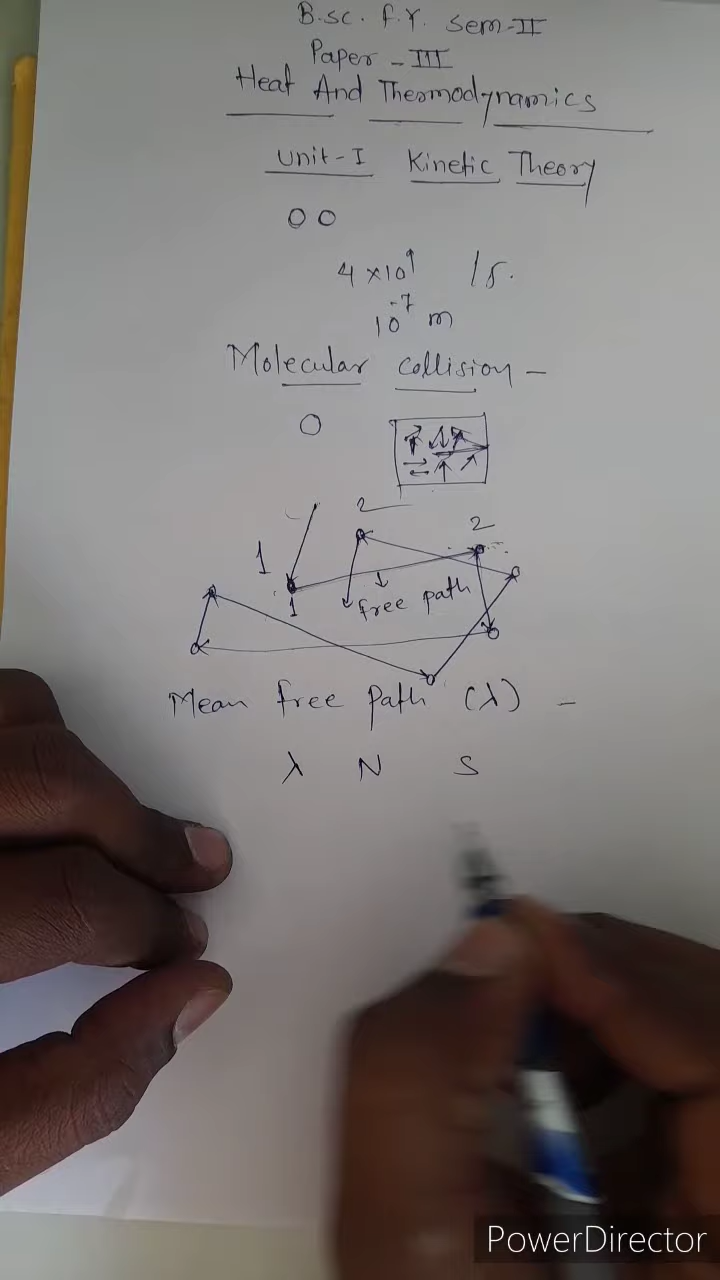 B.sc. f.Y. Sem-II
Paper - III
Heat And Thermodynamics
Unit-I Kinetic Theory
4 ×10⁹ /s.
10⁻⁷ m
Molecular collision -
2
2
1
1
free path
Mean free path (λ) -
λ N S
PowerDirector